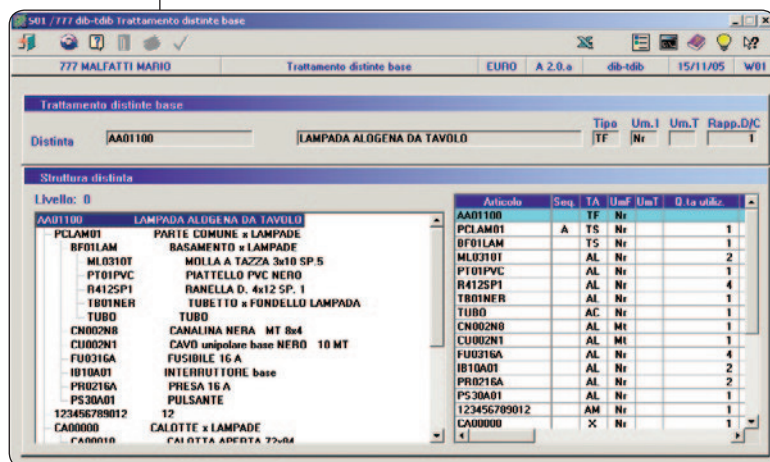 S01 /777 dib-tdib Trattamento distinte base
777 MALFATTI MARIO Trattamento distinte base EURO A 2.0.a dib-tdib 15/11/05 W01
Trattamento distinte base
Tipo Um.I Um.T Rapp.D/C
Distinta AA01100 LAMPADA ALOGENA DA TAVOLO TF Nr 1
Struttura distinta
Livello: 0
AA01100 LAMPADA ALOGENA DA TAVOLO
PCLAM01 PARTE COMUNE x LAMPADE
BF01LAM BASAMENTO x LAMPADE
ML0310T MOLLA A TAZZA 3x10 SP.5
PT01PVC PIATTELLO PVC NERO
R412SP1 RANELLA D. 4x12 SP. 1
TB01NER TUBETTO x FONDELLO LAMPADA
TUBO TUBO
CN002N8 CANALINA NERA MT 8x4
CU002N1 CAVO unipolare base NERO 10 MT
FU0316A FUSIBILE 16 A
IB10A01 INTERRUTTORE base
PR0216A PRESA 16 A
PS30A01 PULSANTE
123456789012 12
CA00000 CALOTTE x LAMPADE
CA00010 CALOTTA APERTA 72x84
Articolo Seq. TA UmF UmT Q.ta utiliz.
AA01100 TF Nr
PCLAM01 A TS Nr 1
BF01LAM TS Nr 1
ML0310T AL Nr 2
PT01PVC AL Nr 1
R412SP1 AL Nr 4
TB01NER AL Nr 1
TUBO AC Nr 1
CN002N8 AL Mt 1
CU002N1 AL Mt 1
FU0316A AL Nr 4
IB10A01 AL Nr 2
PR0216A AL Nr 2
PS30A01 AL Nr 1
123456789012 AM Nr 1
CA00000 X Nr 1